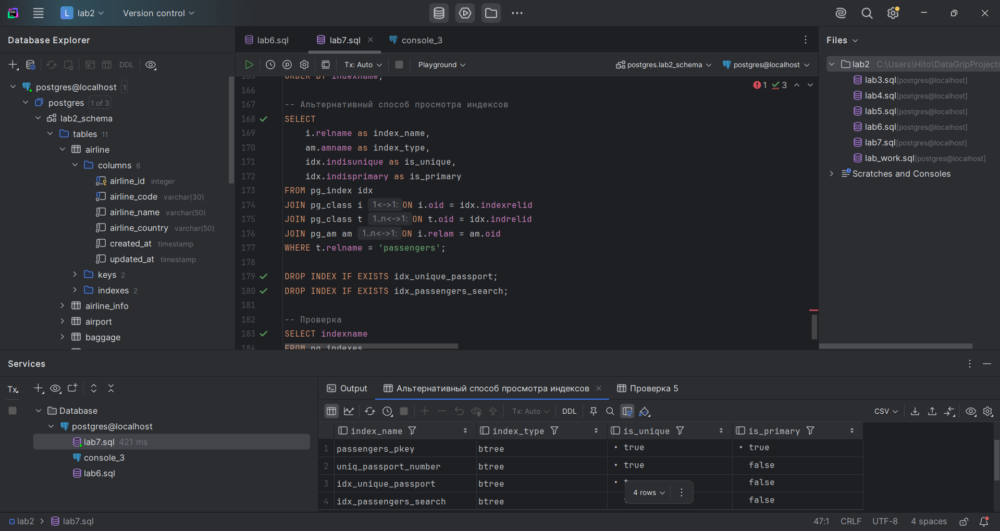 L lab2
Version control
Database Explorer
DDL
postgres@localhost 1
postgres 1 of 3
lab2_schema
tables 11
airline
columns 6
airline_id integer
airline_code varchar(30)
airline_name varchar(50)
airline_country varchar(50)
created_at timestamp
updated_at timestamp
keys 2
indexes 2
airline_info
airport
baggage
lab6.sql
lab7.sql
console_3
Tx: Auto
Playground
postgres.lab2_schema
postgres@localhost
1 3
165 ORDER BY indexname;
166
167 -- Альтернативный способ просмотра индексов
168 SELECT
169 i.relname as index_name,
170 am.amname as index_type,
171 idx.indisunique as is_unique,
172 idx.indisprimary as is_primary
173 FROM pg_index idx
174 JOIN pg_class i 1<->1: ON i.oid = idx.indexrelid
175 JOIN pg_class t 1..n<->1: ON t.oid = idx.indrelid
176 JOIN pg_am am 1..n<->1: ON i.relam = am.oid
177 WHERE t.relname = 'passengers';
178
179 DROP INDEX IF EXISTS idx_unique_passport;
180 DROP INDEX IF EXISTS idx_passengers_search;
181
182 -- Проверка
183 SELECT indexname
184 FROM pg_indexes
Files
lab2 C:\Users\Hito\DataGripProjects
lab3.sql [postgres@localhost]
lab4.sql [postgres@localhost]
lab5.sql [postgres@localhost]
lab6.sql [postgres@localhost]
lab7.sql [postgres@localhost]
lab_work.sql [postgres@localhost]
Scratches and Consoles
Services
Tx
Database
postgres@localhost
lab7.sql 421 ms
console_3
lab6.sql
Output
Альтернативный способ просмотра индексов
Проверка 5
Tx: Auto
DDL
CSV
index_name index_type is_unique is_primary
1 passengers_pkey btree • true • true
2 uniq_passport_number btree • true false
3 idx_unique_passport btree • false
4 idx_passengers_search btree false
4 rows
lab2 > lab7.sql
47:1 CRLF UTF-8 4 spaces